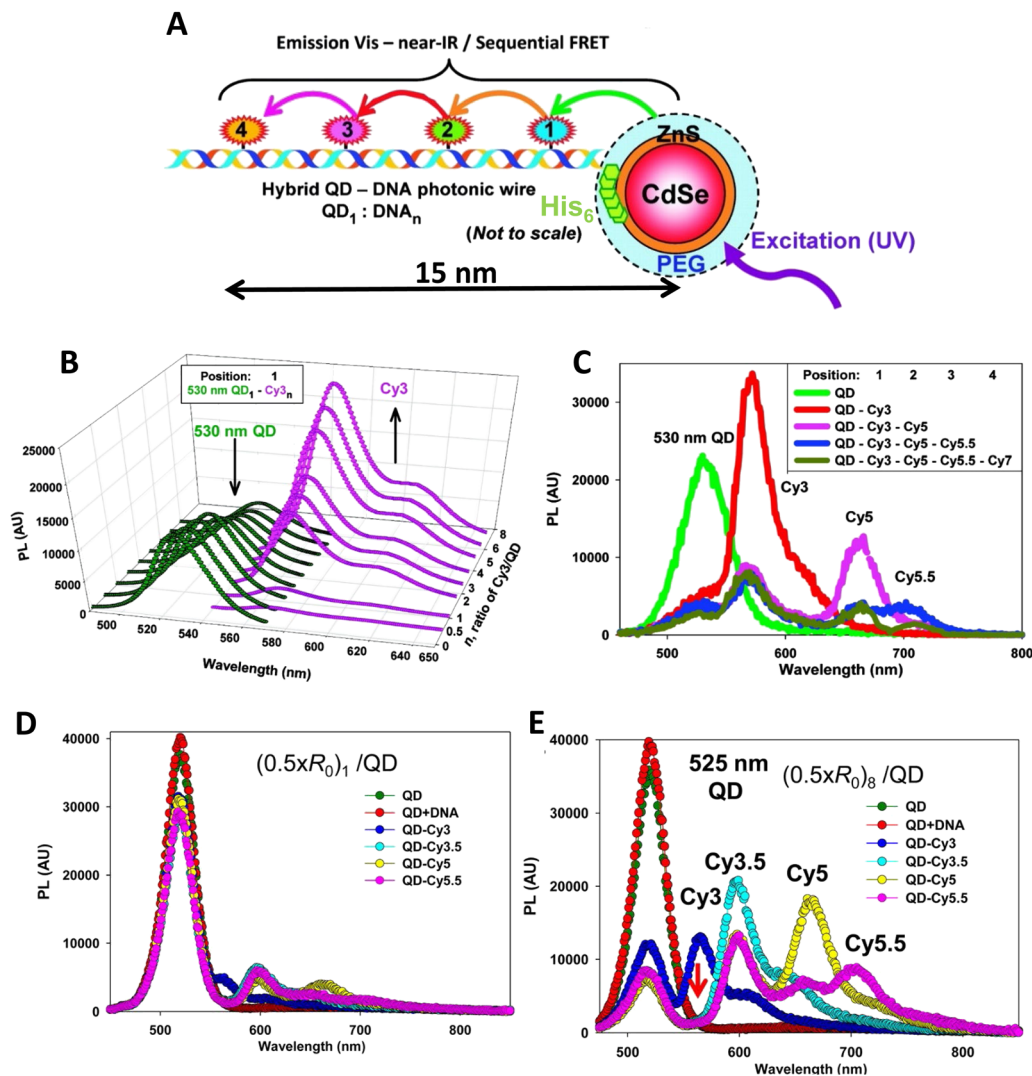 A
Emission Vis – near-IR / Sequential FRET
4
3
2
1
ZnS
CdSe
Hybrid QD – DNA photonic wire
QD1 : DNAn
(Not to scale)
His6
PEG
Excitation (UV)
15 nm
B
Position: 1
530 nm QD1 - Cy3n
530 nm QD
Cy3
PL (AU)
25000
20000
15000
10000
5000
0
500
520
540
560
580
600
620
640
650
Wavelength (nm)
0
0.5
1
2
3
4
5
6
8
n, ratio of Cy3/QD
C
Position: 1 2 3 4
QD
QD - Cy3
QD - Cy3 - Cy5
QD - Cy3 - Cy5 - Cy5.5
QD - Cy3 - Cy5 - Cy5.5 - Cy7
530 nm QD
Cy3
Cy5
Cy5.5
PL (AU)
30000
20000
10000
0
500
600
700
800
Wavelength (nm)
D
(0.5xR0)1 /QD
QD
QD+DNA
QD-Cy3
QD-Cy3.5
QD-Cy5
QD-Cy5.5
PL (AU)
40000
30000
20000
10000
0
500
600
700
800
Wavelength (nm)
E
525 nm
QD
(0.5xR0)8 /QD
QD
QD+DNA
QD-Cy3
QD-Cy3.5
QD-Cy5
QD-Cy5.5
Cy3
Cy3.5
Cy5
Cy5.5
PL (AU)
40000
30000
20000
10000
0
500
600
700
800
Wavelength (nm)